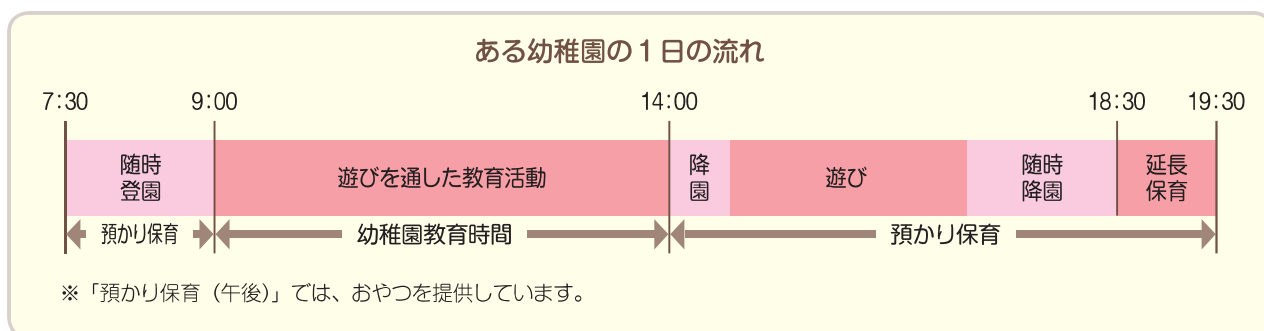 ある幼稚園の1日の流れ
7:30 9:00 14:00 18:30 19:30
随時
登園
遊びを通した教育活動
降
園
遊び
随時
降園
延長
保育
預かり保育 幼稚園教育時間 預かり保育
※「預かり保育（午後）」では、おやつを提供しています。